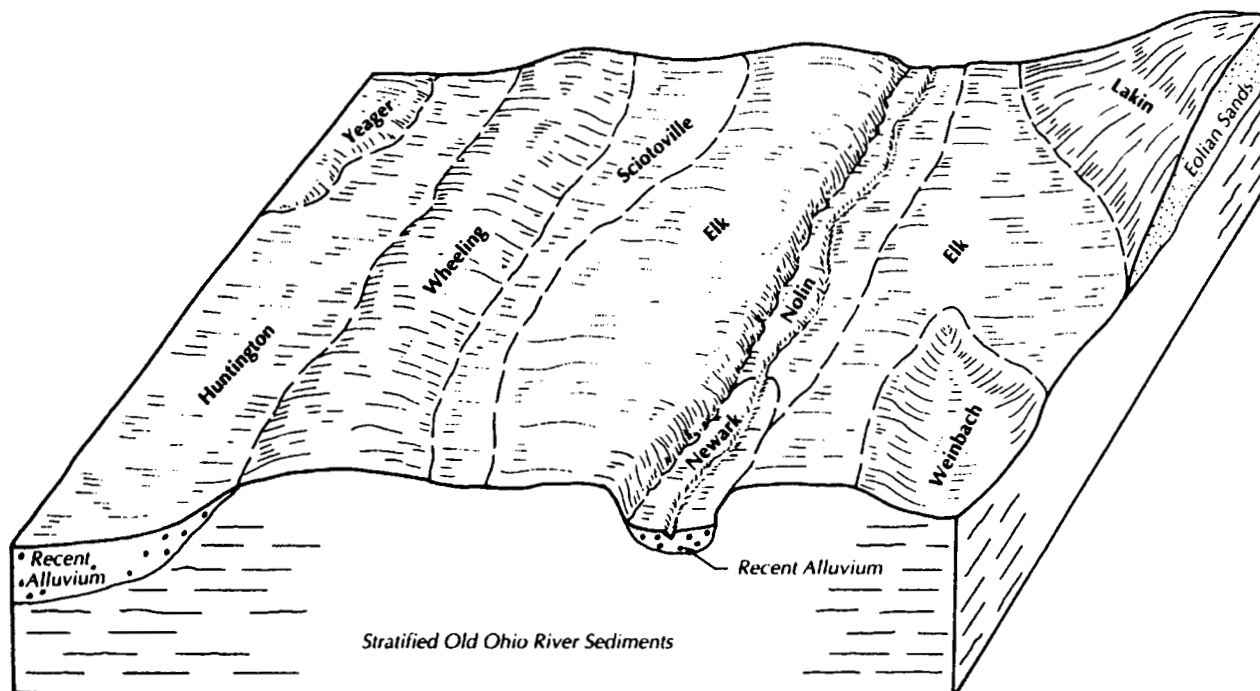 Yeager
Lakin
Eolian Sands
Sciotoville
Wheeling
Elk
Elk
Nolin
Huntington
Newark
Weinbach
Recent
Alluvium
Recent Alluvium
Stratified Old Ohio River Sediments